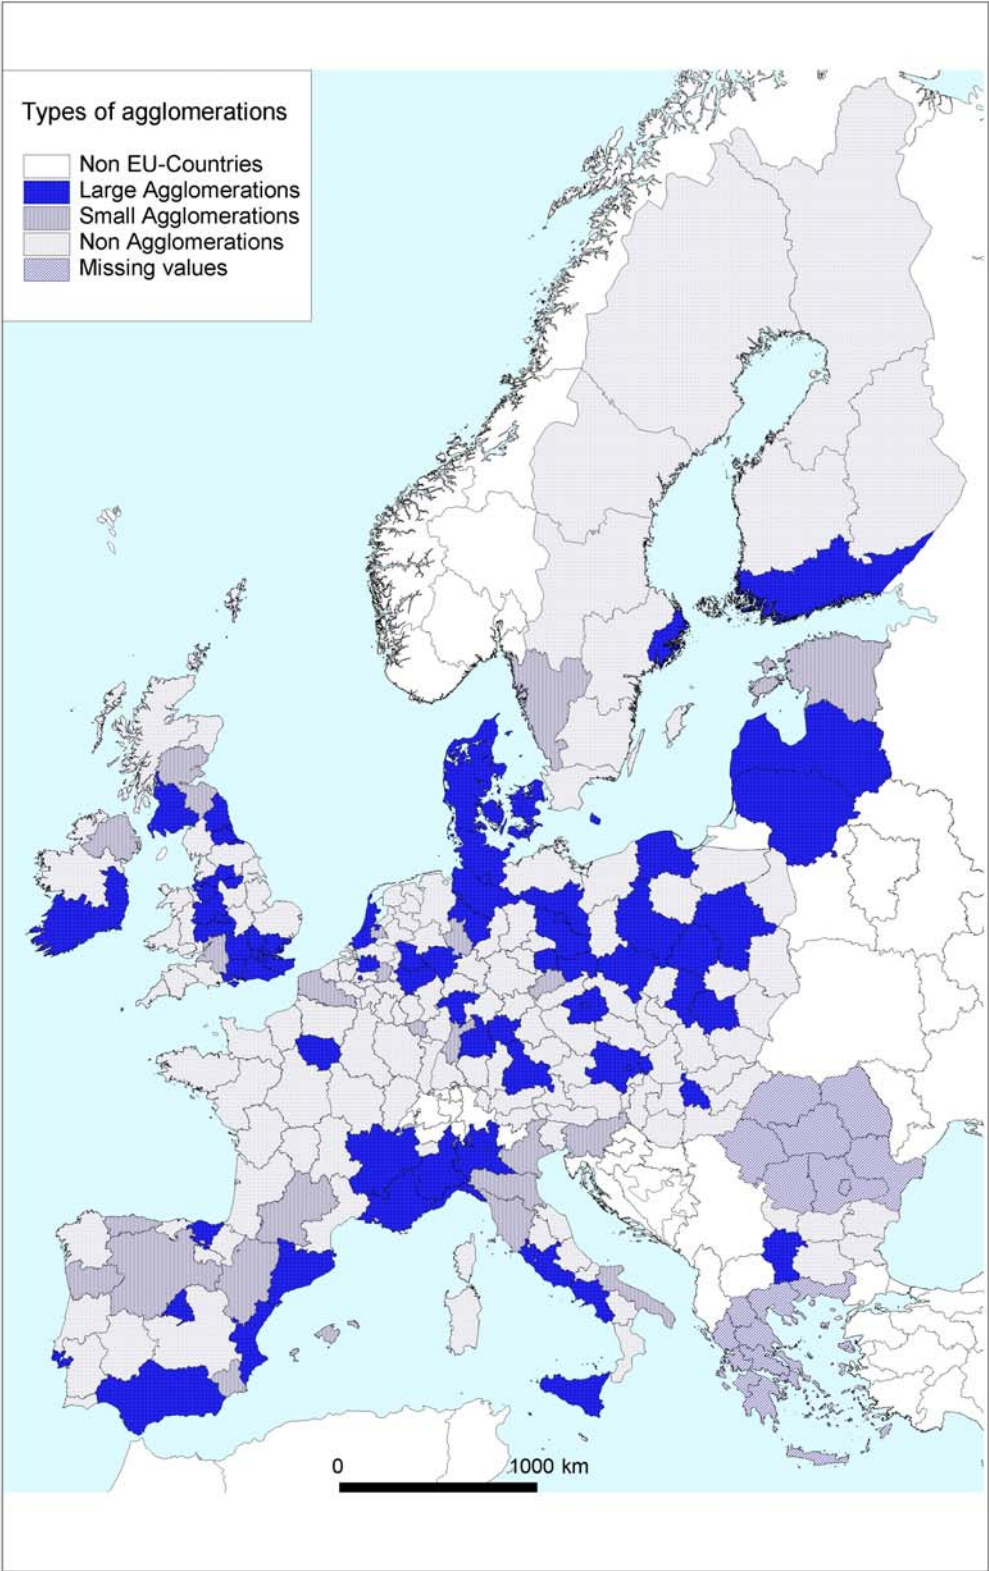 Types of agglomerations
Non EU-Countries
Large Agglomerations
Small Agglomerations
Non Agglomerations
Missing values
0 1000 km